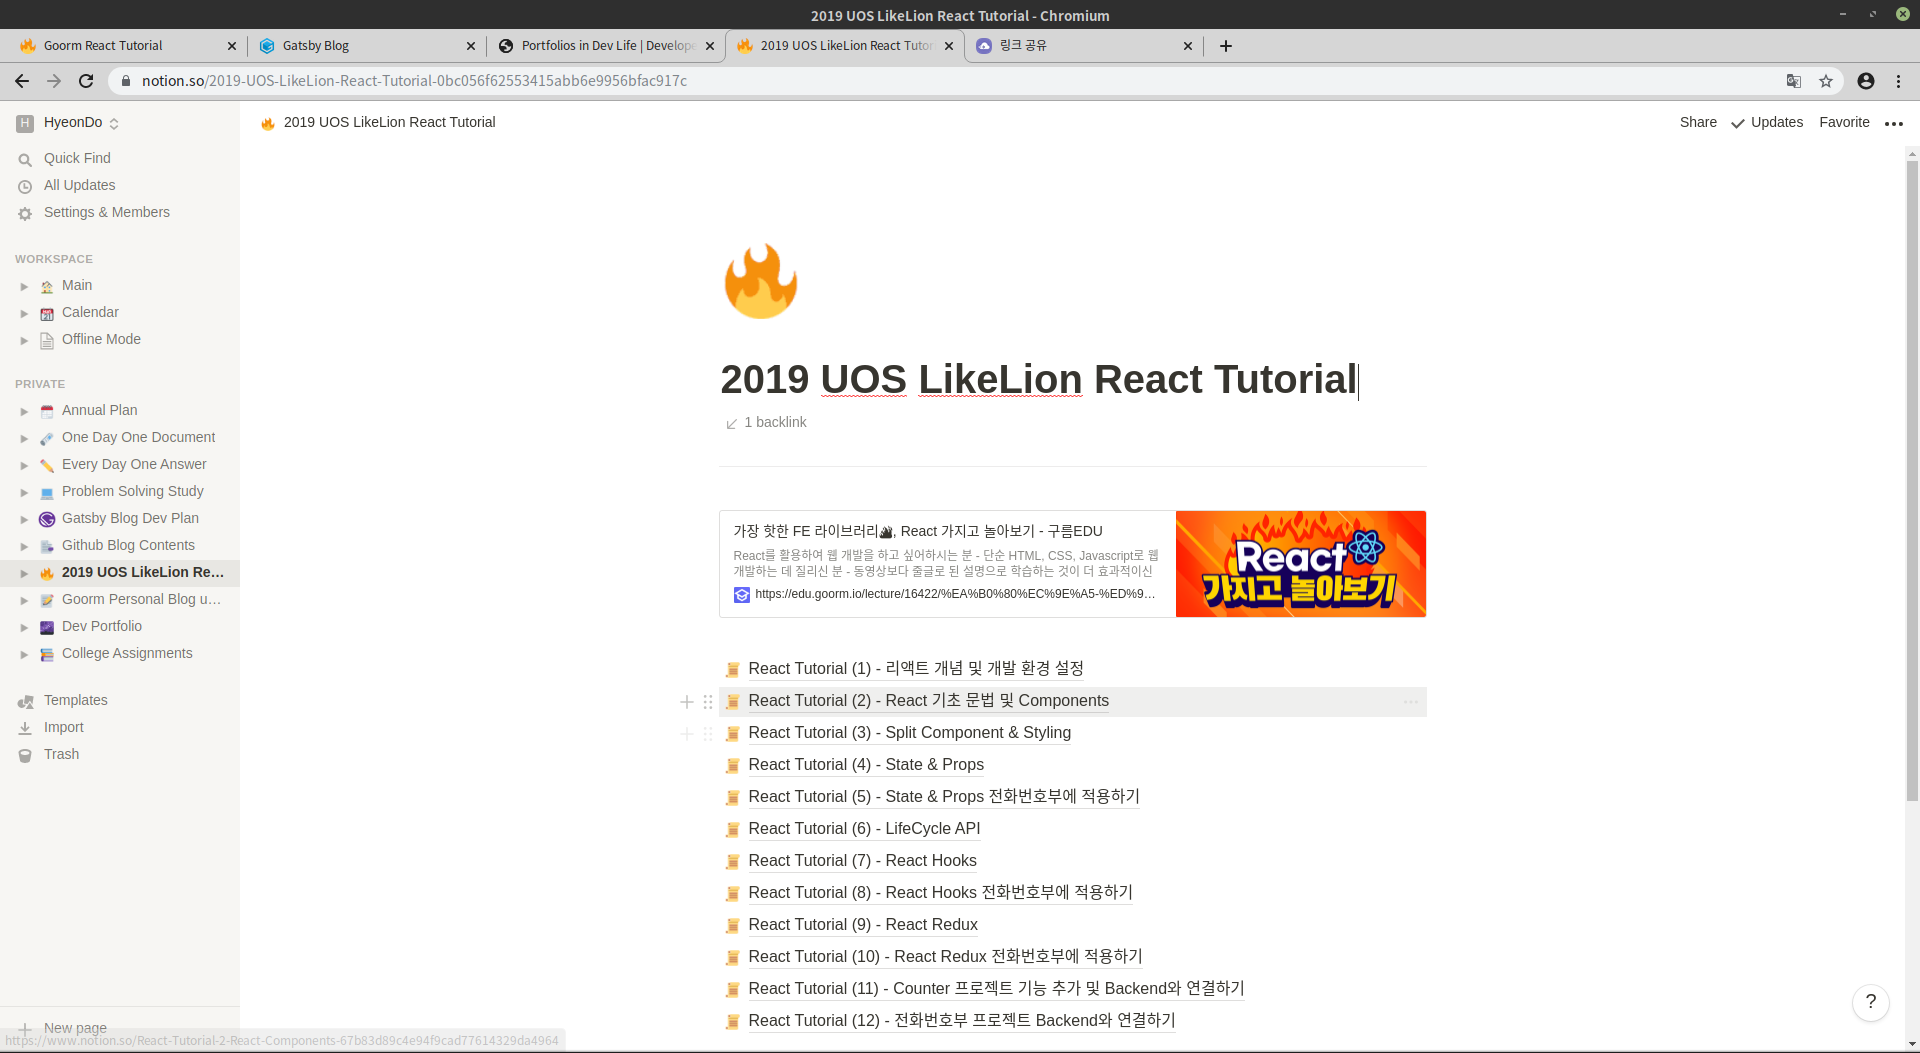 2019 UOS LikeLion React Tutorial - Chromium
Goorm React Tutorial
Gatsby Blog
Portfolios in Dev Life | Develope
2019 UOS LikeLion React Tutor
링크 공유
notion.so/2019-UOS-LikeLion-React-Tutorial-0bc056f62553415abb6e9956bfac917c
H HyeonDo
2019 UOS LikeLion React Tutorial
Share
Updates
Favorite
Quick Find
All Updates
Settings & Members
WORKSPACE
Main
Calendar
Offline Mode
PRIVATE
Annual Plan
One Day One Document
Every Day One Answer
Problem Solving Study
Gatsby Blog Dev Plan
Github Blog Contents
2019 UOS LikeLion Re...
Goorm Personal Blog u...
Dev Portfolio
College Assignments
Templates
Import
Trash
New page
2019 UOS LikeLion React Tutorial
1 backlink
가장 핫한 FE 라이브러리, React 가지고 놀아보기 - 구름EDU
React를 활용하여 웹 개발을 하고 싶어하시는 분 - 단순 HTML, CSS, Javascript로 웹
개발하는 데 질리신 분 - 동영상보다 줄글로 된 설명으로 학습하는 것이 더 효과적이신
https://edu.goorm.io/lecture/16422/%EA%B0%80%EC%9E%A5-%ED%9...
React
가지고 놀아보기
React Tutorial (1) - 리액트 개념 및 개발 환경 설정
React Tutorial (2) - React 기초 문법 및 Components
React Tutorial (3) - Split Component & Styling
React Tutorial (4) - State & Props
React Tutorial (5) - State & Props 전화번호부에 적용하기
React Tutorial (6) - LifeCycle API
React Tutorial (7) - React Hooks
React Tutorial (8) - React Hooks 전화번호부에 적용하기
React Tutorial (9) - React Redux
React Tutorial (10) - React Redux 전화번호부에 적용하기
React Tutorial (11) - Counter 프로젝트 기능 추가 및 Backend와 연결하기
React Tutorial (12) - 전화번호부 프로젝트 Backend와 연결하기
?
https://www.notion.so/React-Tutorial-2-React-Components-67b83d89c4e94f9cad77614329da4964